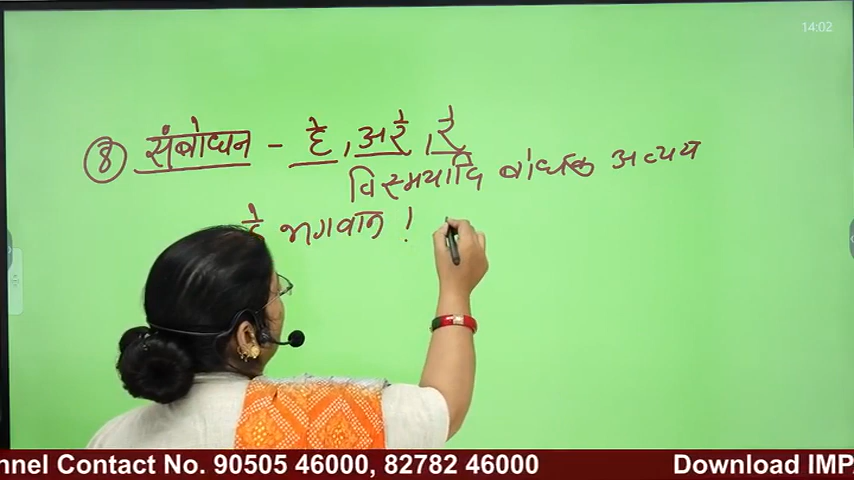 14:02
⑧ संबोधन - हे, अरे, रे
विस्मयादि बोधक अव्यय
हे भगवान !
nnel Contact No. 90505 46000, 82782 46000 Download IMP